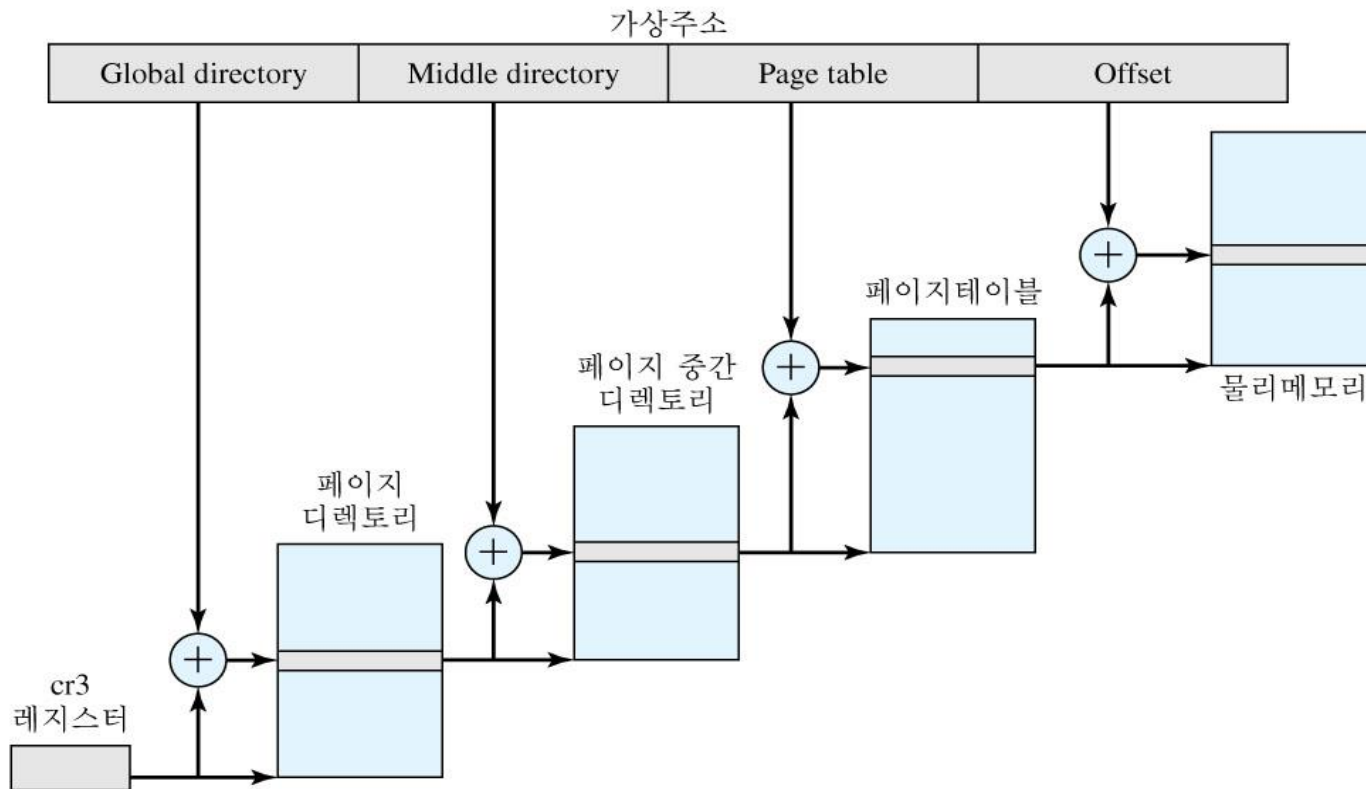 가상주소
Global directory
Middle directory
Page table
Offset
페이지테이블
페이지 중간
디렉토리
물리메모리
페이지
디렉토리
cr3
레지스터